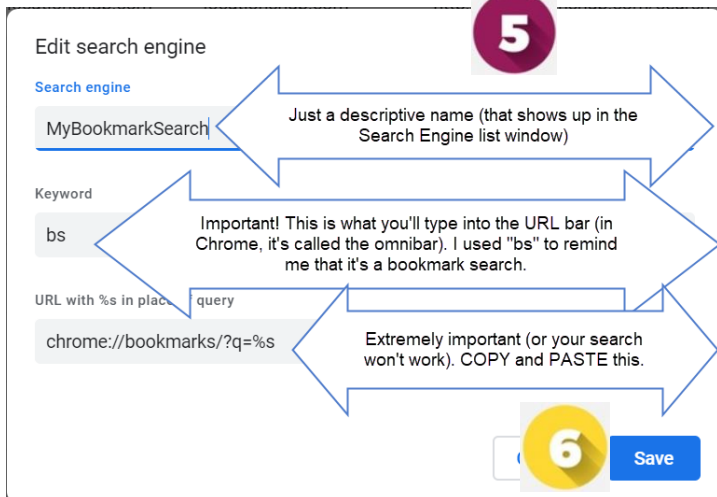 5
Edit search engine
Search engine
MyBookmarkSearch
Just a descriptive name (that shows up in the
Search Engine list window)
Keyword
bs
Important! This is what you'll type into the URL bar (in
Chrome, it's called the omnibar). I used "bs" to remind
me that it's a bookmark search.
URL with %s in place query
chrome://bookmarks/?q=%s
Extremely important (or your search
won't work). COPY and PASTE this.
6
Save